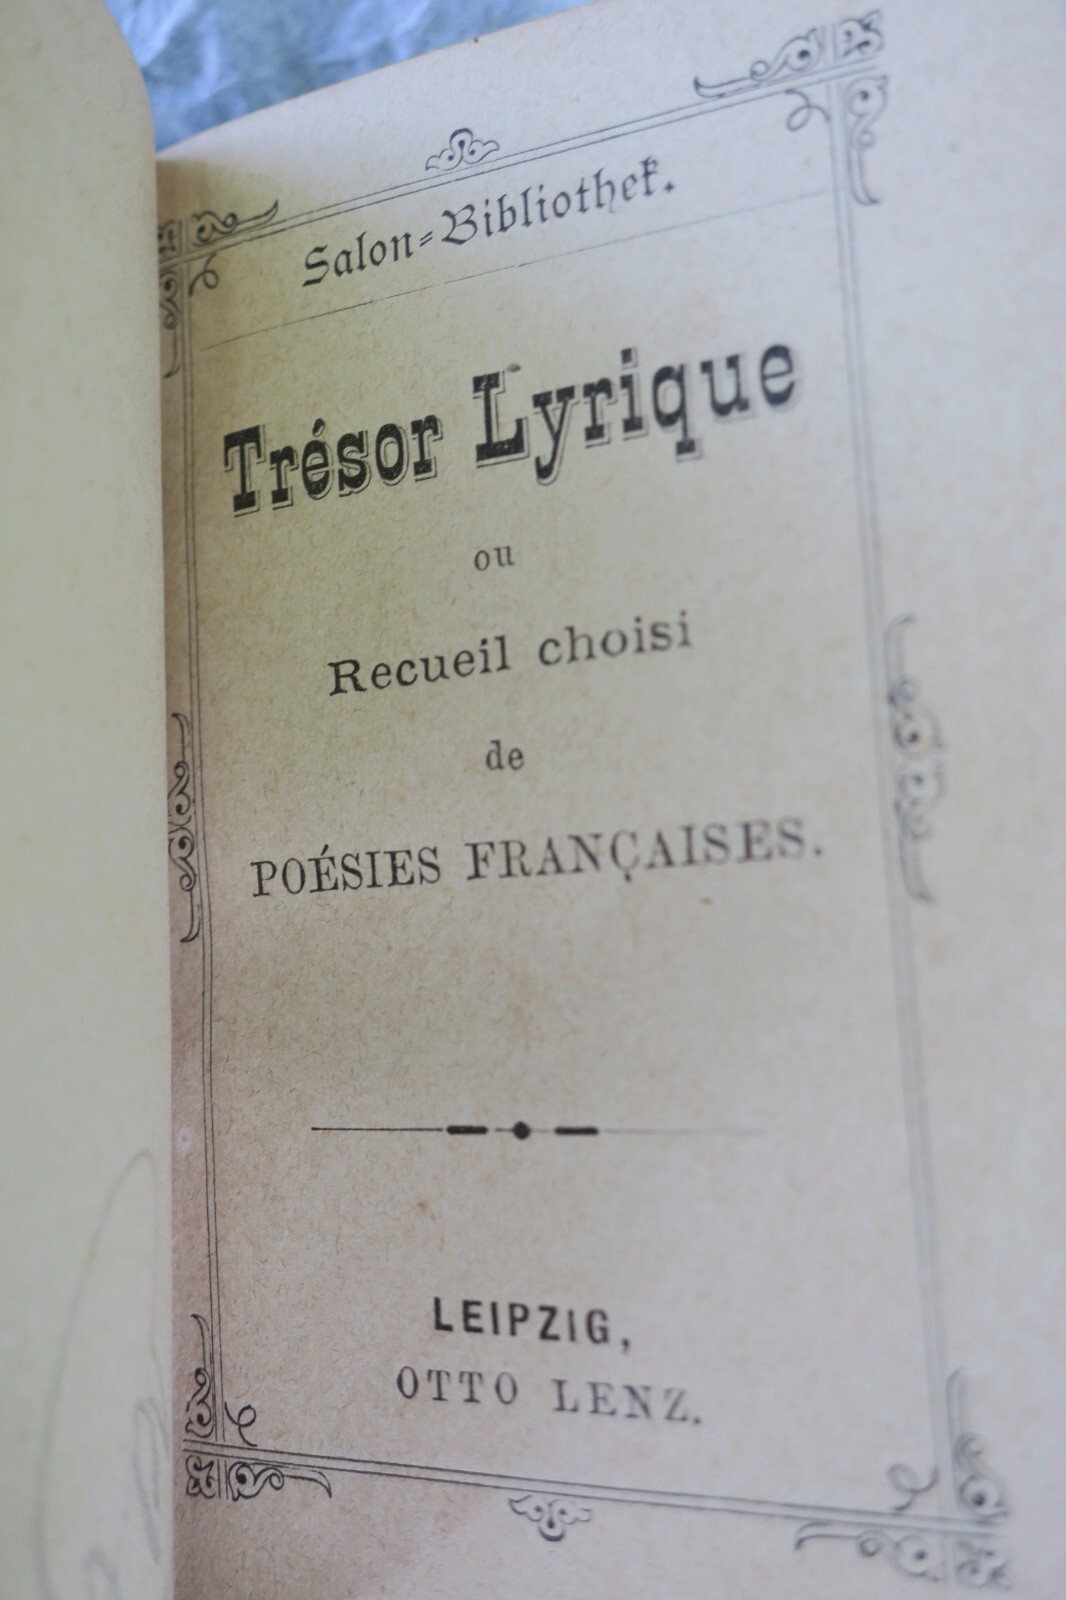 Salon-Bibliothek.
Trésor Lyrique
ou
Recueil choisi
de
POÉSIES FRANÇAISES.
LEIPZIG,
OTTO LENZ.